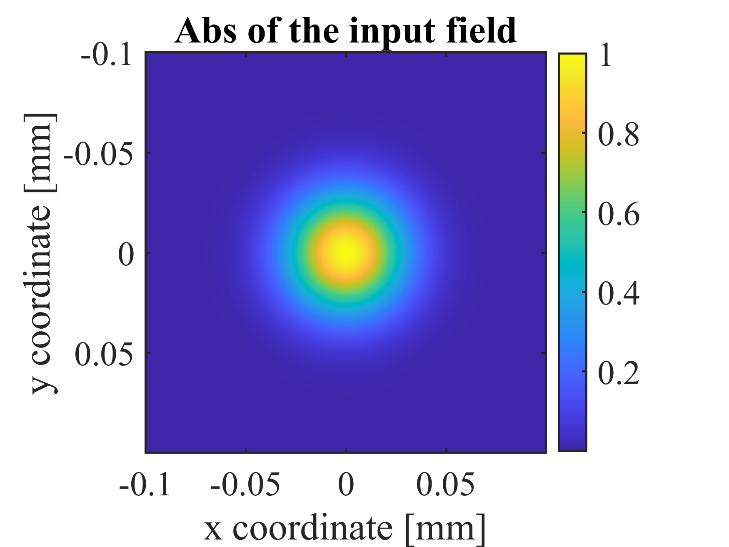 Abs of the input field
-0.1
-0.05
0
0.05
y coordinate [mm]
-0.1 -0.05 0 0.05
x coordinate [mm]
1
0.8
0.6
0.4
0.2